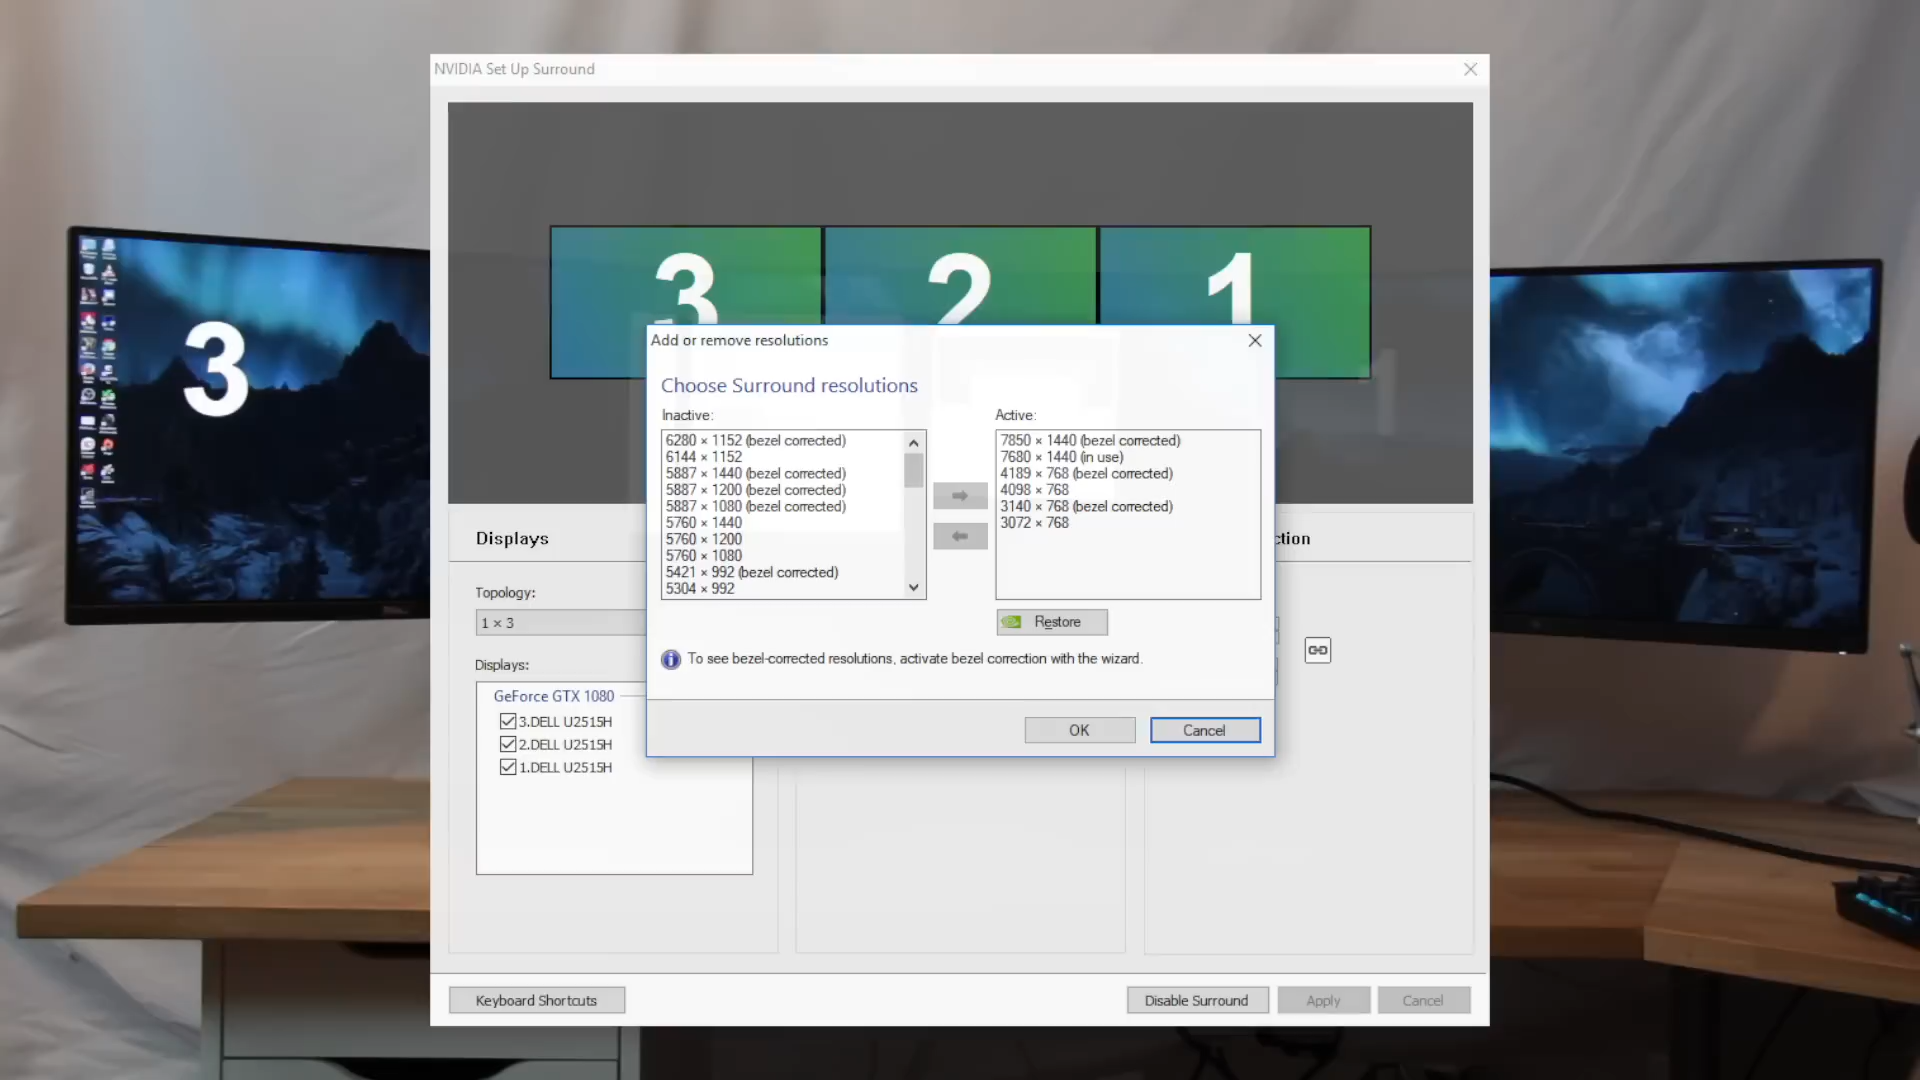 NVIDIA Set Up Surround
3
2
1
3
1
Add or remove resolutions
Choose Surround resolutions
Inactive:
6280 × 1152 (bezel corrected)
6144 × 1152
5887 × 1440 (bezel corrected)
5887 × 1200 (bezel corrected)
5887 × 1080 (bezel corrected)
5760 × 1440
5760 × 1200
5760 × 1080
5421 × 992 (bezel corrected)
5304 × 992
Active:
7850 × 1440 (bezel corrected)
7680 × 1440 (in use)
4189 × 768 (bezel corrected)
4098 × 768
3140 × 768 (bezel corrected)
3072 × 768
Restore
To see bezel-corrected resolutions, activate bezel correction with the wizard.
OK
Cancel
Displays
ction
Topology:
1 × 3
Displays:
GeForce GTX 1080
3.DELL U2515H
2.DELL U2515H
1.DELL U2515H
Keyboard Shortcuts
Disable Surround
Apply
Cancel